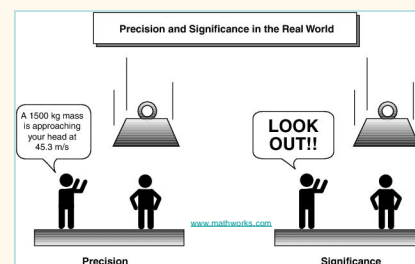 Precision and Significance in the Real World
A 1500 kg mass
is approaching
your head at
45.3 m/s
LOOK
OUT!!
www.mathworks.com
Precision
Significance